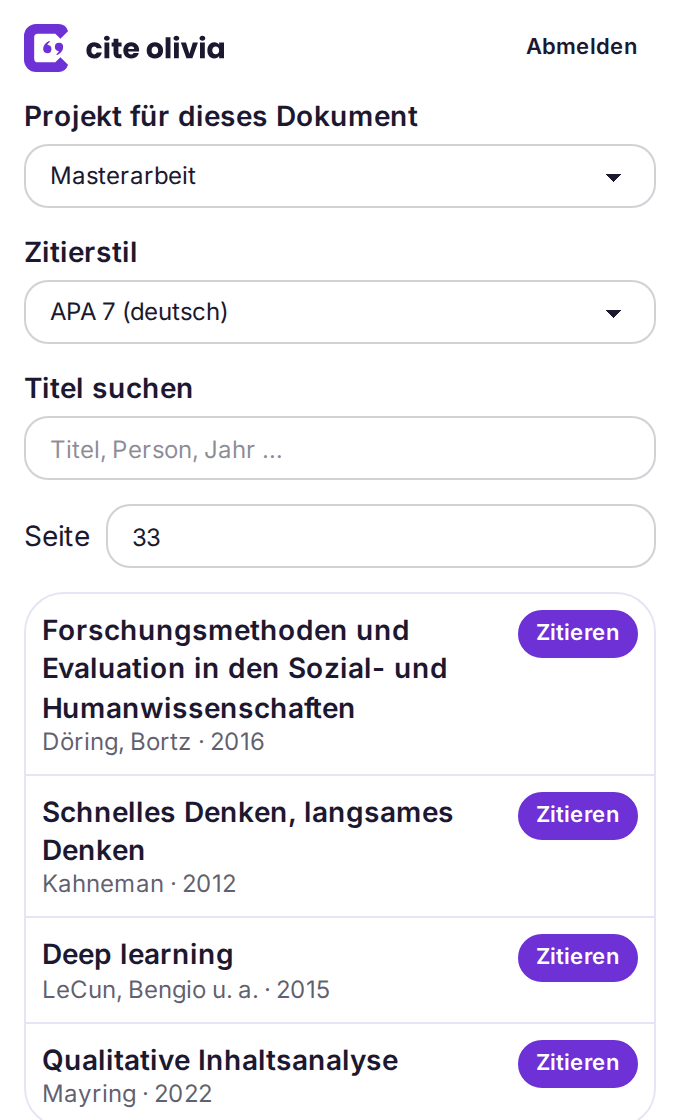 cite olivia
Abmelden
Projekt für dieses Dokument
Masterarbeit
Zitierstil
APA 7 (deutsch)
Titel suchen
Titel, Person, Jahr …
Seite
33
Forschungsmethoden und
Evaluation in den Sozial- und
Humanwissenschaften
Döring, Bortz · 2016
Zitieren
Schnelles Denken, langsames
Denken
Kahneman · 2012
Zitieren
Deep learning
LeCun, Bengio u. a. · 2015
Zitieren
Qualitative Inhaltsanalyse
Mayring · 2022
Zitieren